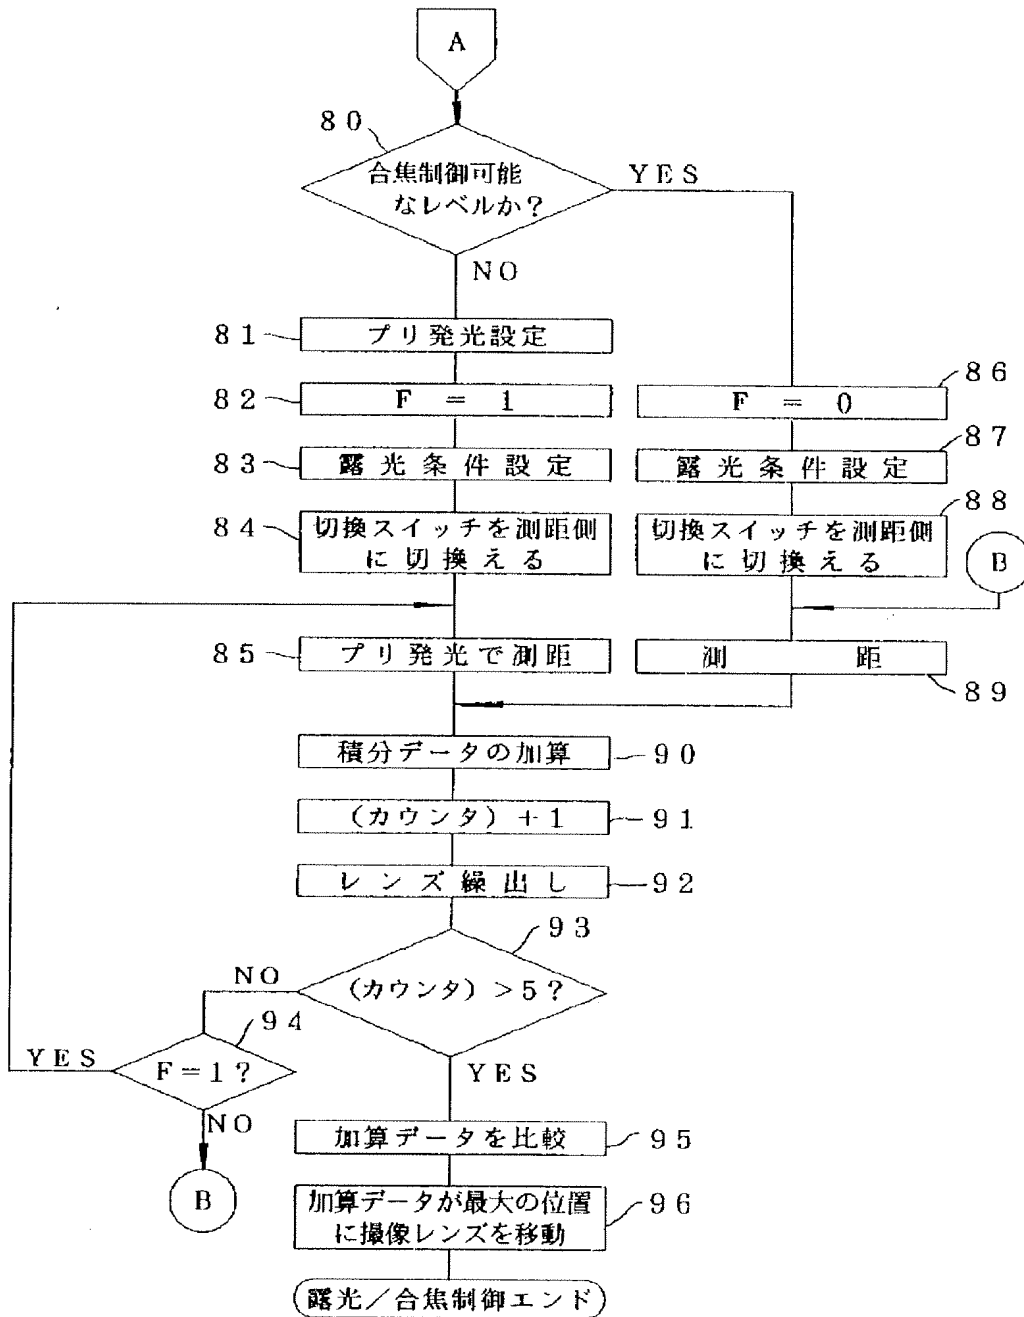 A
80
合焦制御可能
なレベルか?
YES
NO
81
プリ発光設定
86
82
F = 1
F = 0
87
83
露光条件設定
露光条件設定
88
84
切換スイッチを測距側
に切換える
切換スイッチを測距側
に切換える
B
85
プリ発光で測距
測 距
89
積分データの加算
90
(カウンタ)+1
91
レンズ繰出し
92
93
NO
(カウンタ)>5?
94
YES
F=1?
YES
NO
加算データを比較
95
B
加算データが最大の位置
に撮像レンズを移動
96
露光/合焦制御エンド